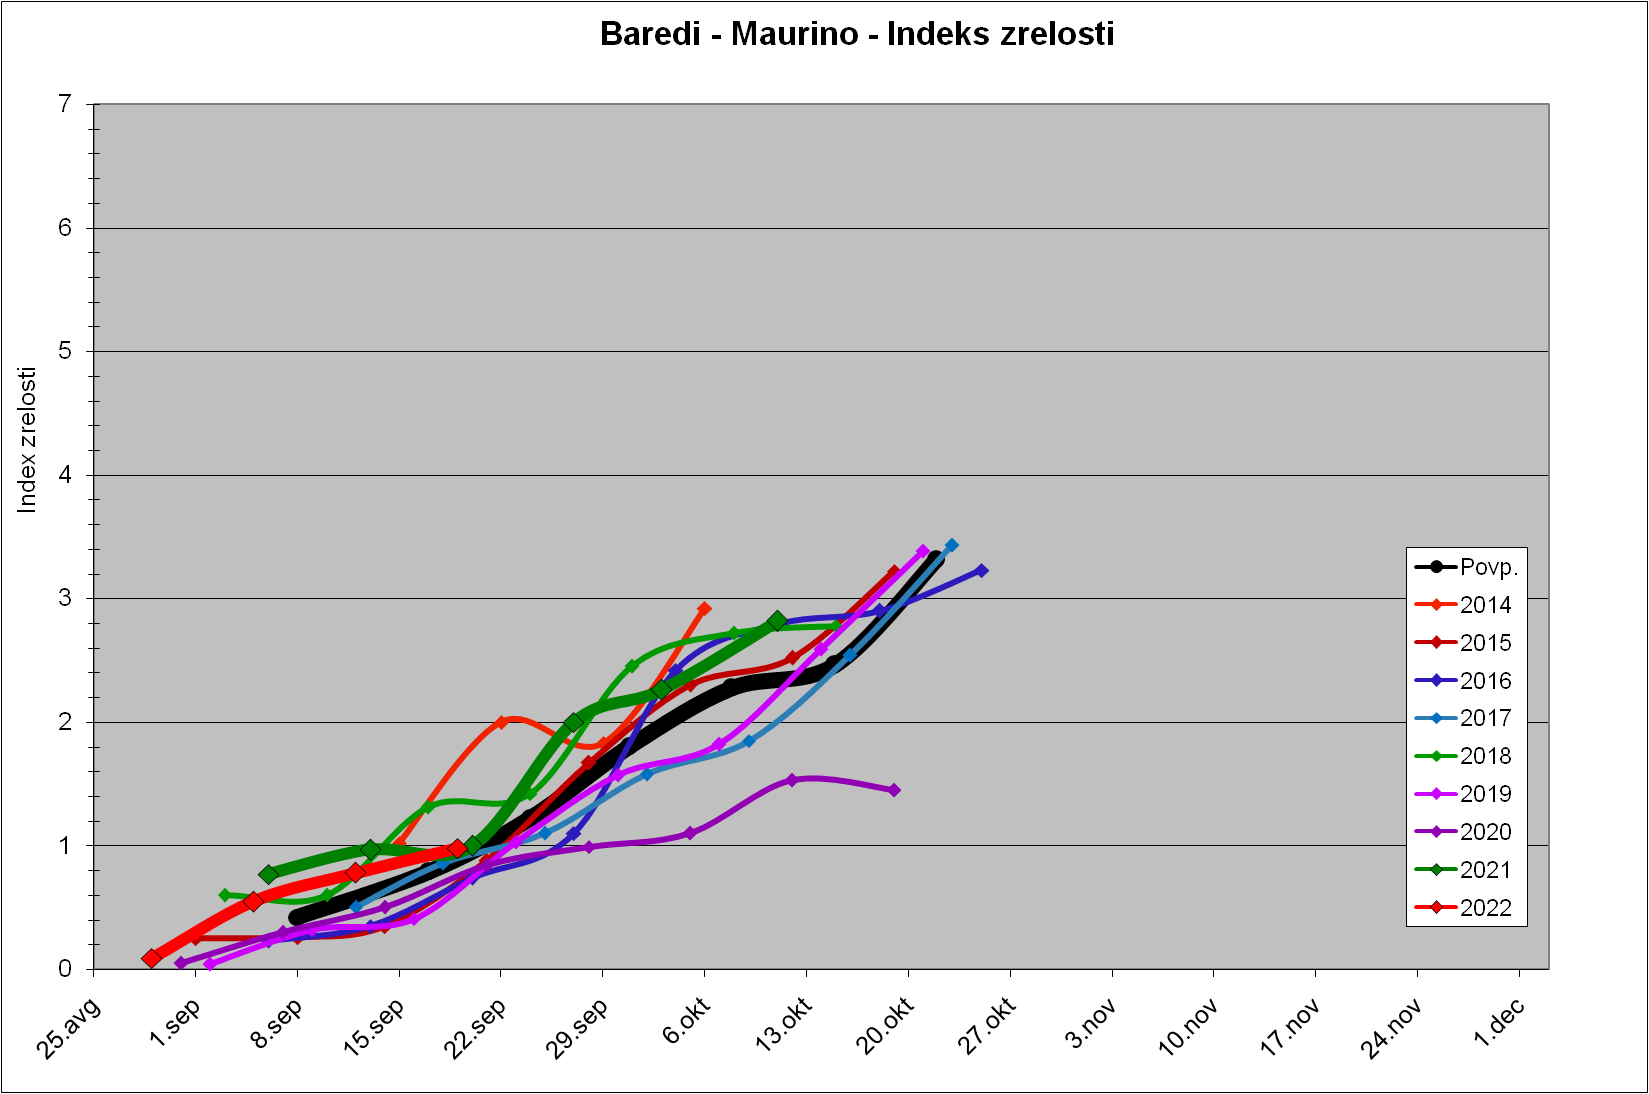 Baredi - Maurino - Indeks zrelosti
Index zrelosti
7
6
5
4
3
2
1
0
25.avg
1.sep
8.sep
15.sep
22.sep
29.sep
6.okt
13.okt
20.okt
27.okt
3.nov
10.nov
17.nov
24.nov
1.dec
Povp.
2014
2015
2016
2017
2018
2019
2020
2021
2022